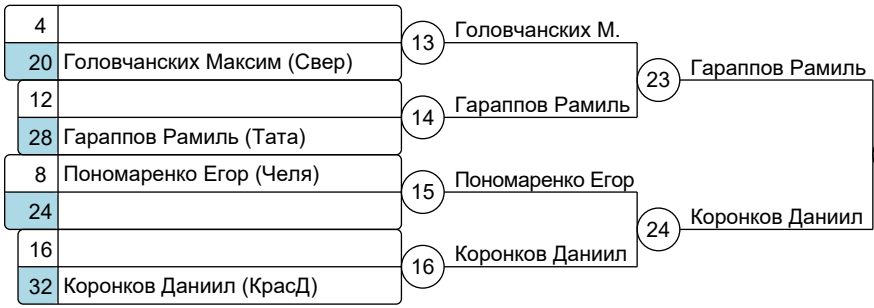 4
13 Головчанских М.
20 Головчанских Максим (Свер)
23 Гараппов Рамиль
12
14 Гараппов Рамиль
28 Гараппов Рамиль (Тата)
8 Пономаренко Егор (Челя)
15 Пономаренко Егор
24
24 Коронков Даниил
16
16 Коронков Даниил
32 Коронков Даниил (КрасД)